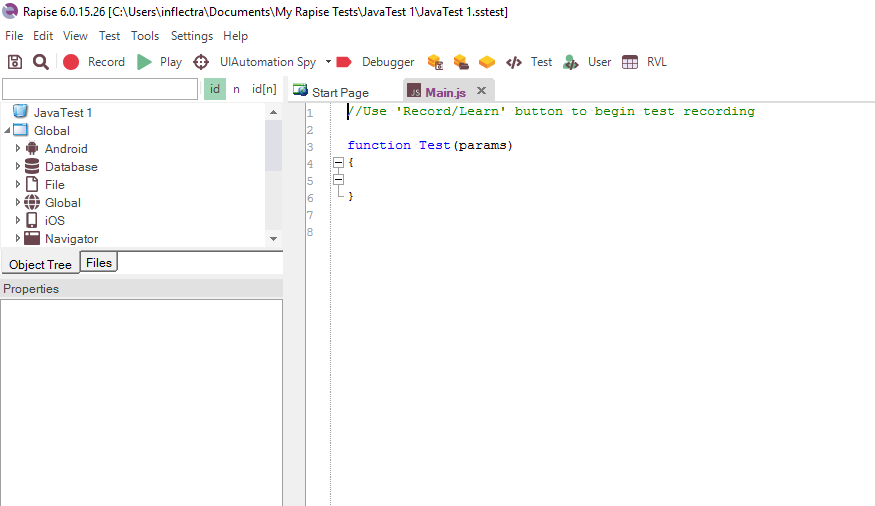 Rapise 6.0.15.26 [C:\Users\inflectra\Documents\My Rapise Tests\JavaTest 1\JavaTest 1.sstest]
File Edit View Test Tools Settings Help
Record Play UIAutomation Spy Debugger Test User RVL
id n id[n] Start Page JS Main.js
JavaTest 1
Global
Android
Database
File
Global
iOS
Navigator
Object Tree Files
Properties
1 //Use 'Record/Learn' button to begin test recording
2
3 function Test(params)
4 {
5
6 }
7
8